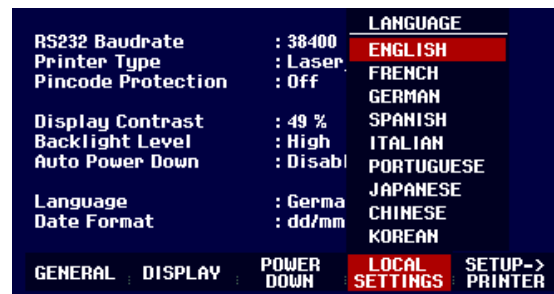 RS232 Baudrate : 38400
Printer Type : Laser
Pincode Protection : Off
Display Contrast : 49 %
Backlight Level : High
Auto Power Down : Disabl
Language : Germa
Date Format : dd/mm
LANGUAGE
ENGLISH
FRENCH
GERMAN
SPANISH
ITALIAN
PORTUGUESE
JAPANESE
CHINESE
KOREAN
GENERAL
DISPLAY
POWER
DOWN
LOCAL
SETTINGS
SETUP->
PRINTER